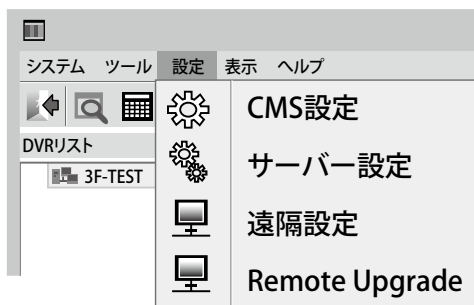 システム ツール 設定 表示 ヘルプ
CMS設定
サーバー設定
遠隔設定
Remote Upgrade
DVRリスト
3F-TEST